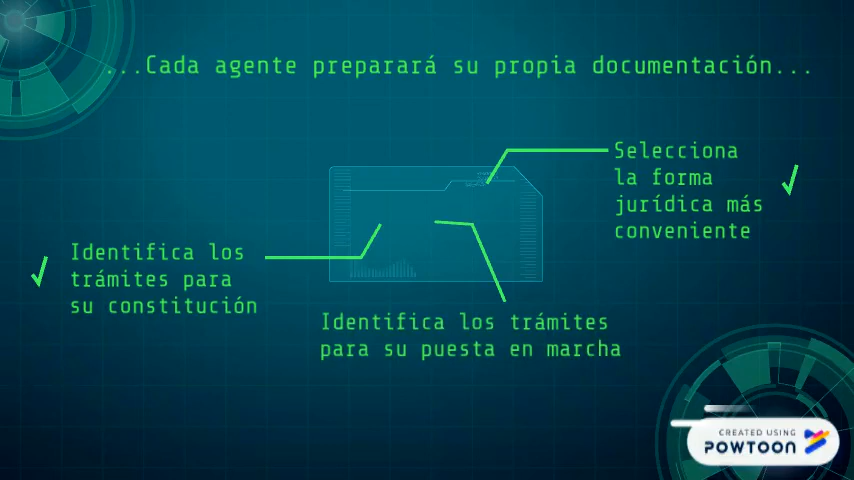 ...Cada agente preparará su propia documentación...
Selecciona
la forma
jurídica más
conveniente
Identifica los
trámites para
su constitución
Identifica los trámites
para su puesta en marcha
CREATED USING
POWTOON